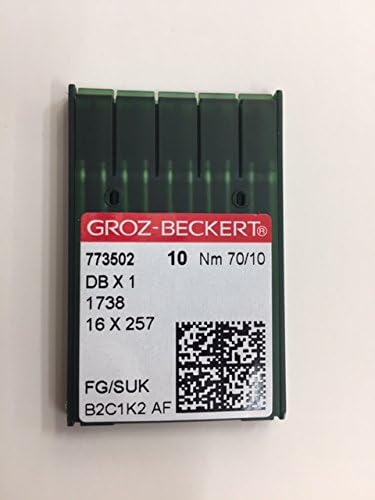 GROZ-BECKERT®
773502 10 Nm 70/10
DB X 1
1738
16 X 257
FG/SUK
B2C1K2 AF